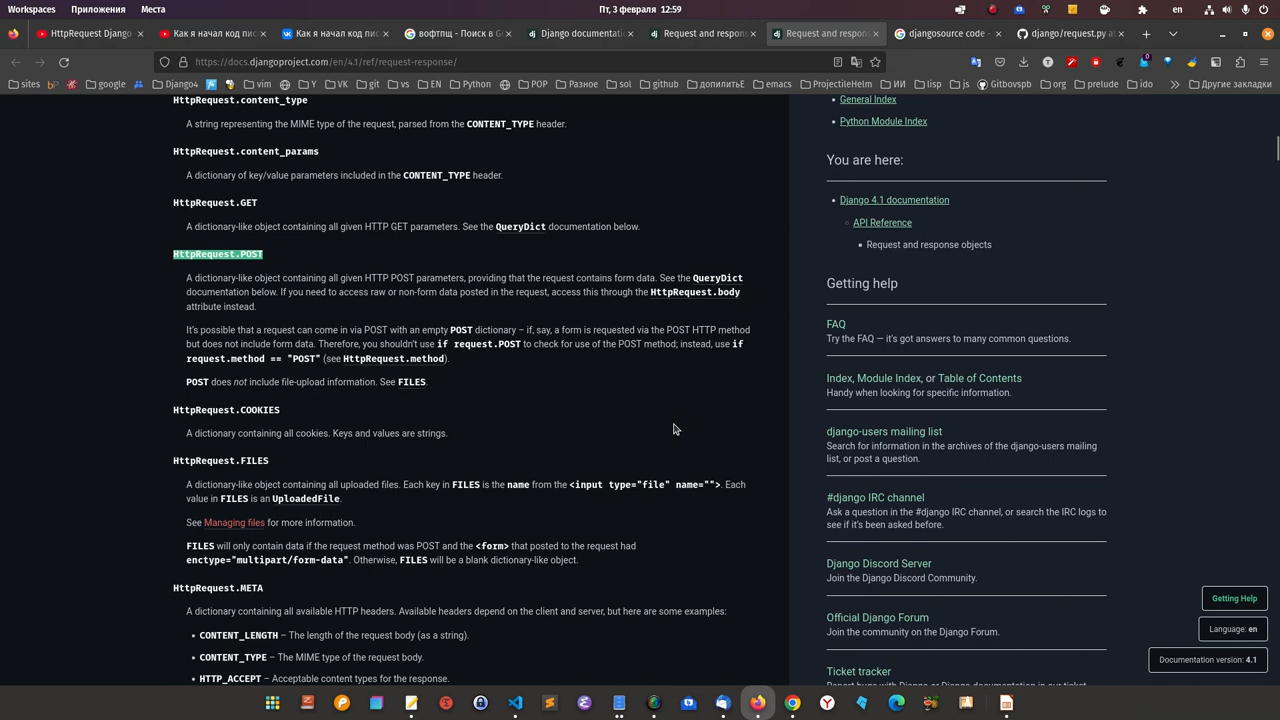 Workspaces Приложения Места Пт, 3 февраля 12:59 en
HttpRequest Django Как я начал код пис Как я начал код пис вофтпщ - Поиск в G Django documentatio Request and respon Request and respons djangosource code - django/request.py at
https://docs.djangoproject.com/en/4.1/ref/request-response/
sites google Django4 Y VK git vs EN Python POP Разное sol github допилитьЕ emacs ProjectileHelm ИИ lisp js Gitbovspb org prelude ido Другие закладки
HttpRequest.content_type
A string representing the MIME type of the request, parsed from the CONTENT_TYPE header.
HttpRequest.content_params
A dictionary of key/value parameters included in the CONTENT_TYPE header.
HttpRequest.GET
A dictionary-like object containing all given HTTP GET parameters. See the QueryDict documentation below.
HttpRequest.POST
A dictionary-like object containing all given HTTP POST parameters, providing that the request contains form data. See the QueryDict
documentation below. If you need to access raw or non-form data posted in the request, access this through the HttpRequest.body
attribute instead.
It's possible that a request can come in via POST with an empty POST dictionary – if, say, a form is requested via the POST HTTP method
but does not include form data. Therefore, you shouldn't use if request.POST to check for use of the POST method; instead, use if
request.method == "POST" (see HttpRequest.method).
POST does not include file-upload information. See FILES.
HttpRequest.COOKIES
A dictionary containing all cookies. Keys and values are strings.
HttpRequest.FILES
A dictionary-like object containing all uploaded files. Each key in FILES is the name from the <input type="file" name="">. Each
value in FILES is an UploadedFile.
See Managing files for more information.
FILES will only contain data if the request method was POST and the <form> that posted to the request had
enctype="multipart/form-data". Otherwise, FILES will be a blank dictionary-like object.
HttpRequest.META
A dictionary containing all available HTTP headers. Available headers depend on the client and server, but here are some examples:
• CONTENT_LENGTH – The length of the request body (as a string).
• CONTENT_TYPE – The MIME type of the request body.
• HTTP_ACCEPT – Acceptable content types for the response.
General Index
Python Module Index
You are here:
Django 4.1 documentation
API Reference
Request and response objects
Getting help
FAQ
Try the FAQ — it's got answers to many common questions.
Index, Module Index, or Table of Contents
Handy when looking for specific information.
django-users mailing list
Search for information in the archives of the django-users mailing
list, or post a question.
#django IRC channel
Ask a question in the #django IRC channel, or search the IRC logs to
see if it's been asked before.
Django Discord Server
Join the Django Discord Community.
Official Django Forum
Join the community on the Django Forum.
Ticket tracker
Getting Help
Language: en
Documentation version: 4.1